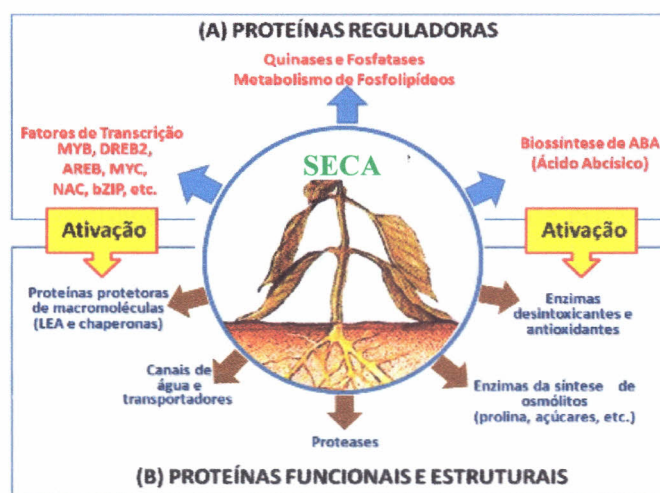 (A) PROTEÍNAS REGULADORAS
Quinases e Fosfatases
Metabolismo de Fosfolipídeos
Fatores de Transcrição
MYB, DREB2,
AREB, MYC,
NAC, bZIP, etc.
SECA
Biossíntese de ABA
(Ácido Abcísico)
Ativação
Ativação
Proteínas protetoras
de macromoléculas
(LEA e chaperonas)
Enzimas
desintoxicantes e
antioxidantes
Canais de
água e
transportadores
Enzimas da síntese de
osmólitos
(prolina, açúcares, etc.)
Proteases
(B) PROTEÍNAS FUNCIONAIS E ESTRUTURAIS